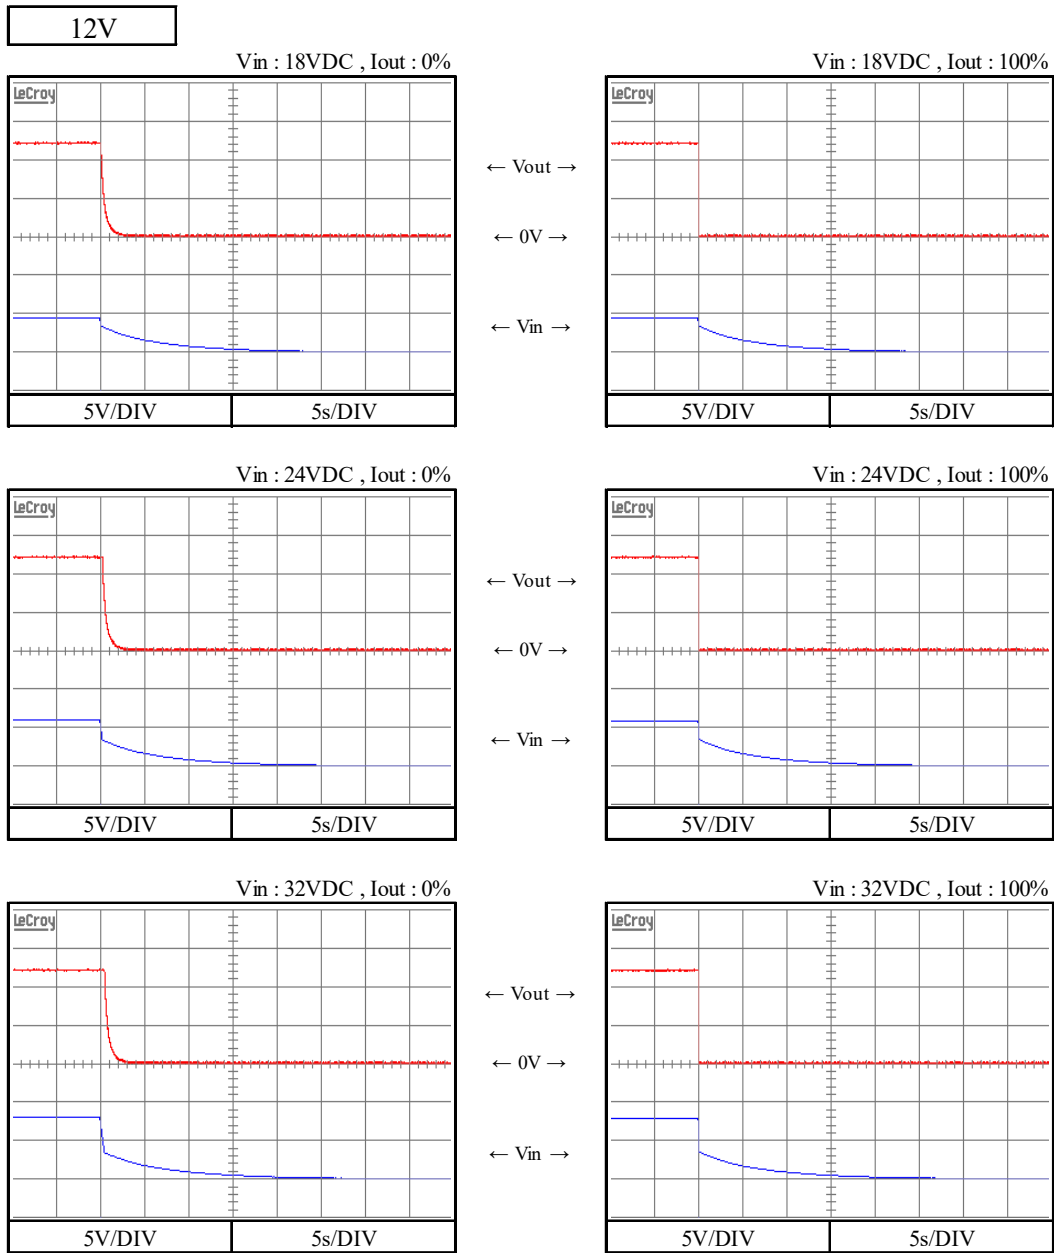 12V
Vin : 18VDC , Iout : 0%
Vin : 18VDC , Iout : 100%
LeCroy
LeCroy
← Vout →
← 0V →
← Vin →
5V/DIV 5s/DIV
5V/DIV 5s/DIV
Vin : 24VDC , Iout : 0%
Vin : 24VDC , Iout : 100%
LeCroy
LeCroy
← Vout →
← 0V →
← Vin →
5V/DIV 5s/DIV
5V/DIV 5s/DIV
Vin : 32VDC , Iout : 0%
Vin : 32VDC , Iout : 100%
LeCroy
LeCroy
← Vout →
← 0V →
← Vin →
5V/DIV 5s/DIV
5V/DIV 5s/DIV